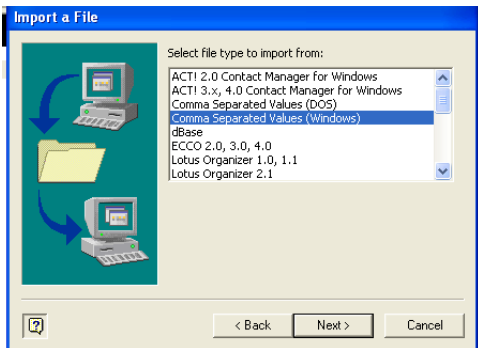 Import a File
Select file type to import from:
ACT! 2.0 Contact Manager for Windows
ACT! 3.x, 4.0 Contact Manager for Windows
Comma Separated Values (DOS)
Comma Separated Values (Windows)
dBase
ECCO 2.0, 3.0, 4.0
Lotus Organizer 1.0, 1.1
Lotus Organizer 2.1
? < Back Next > Cancel